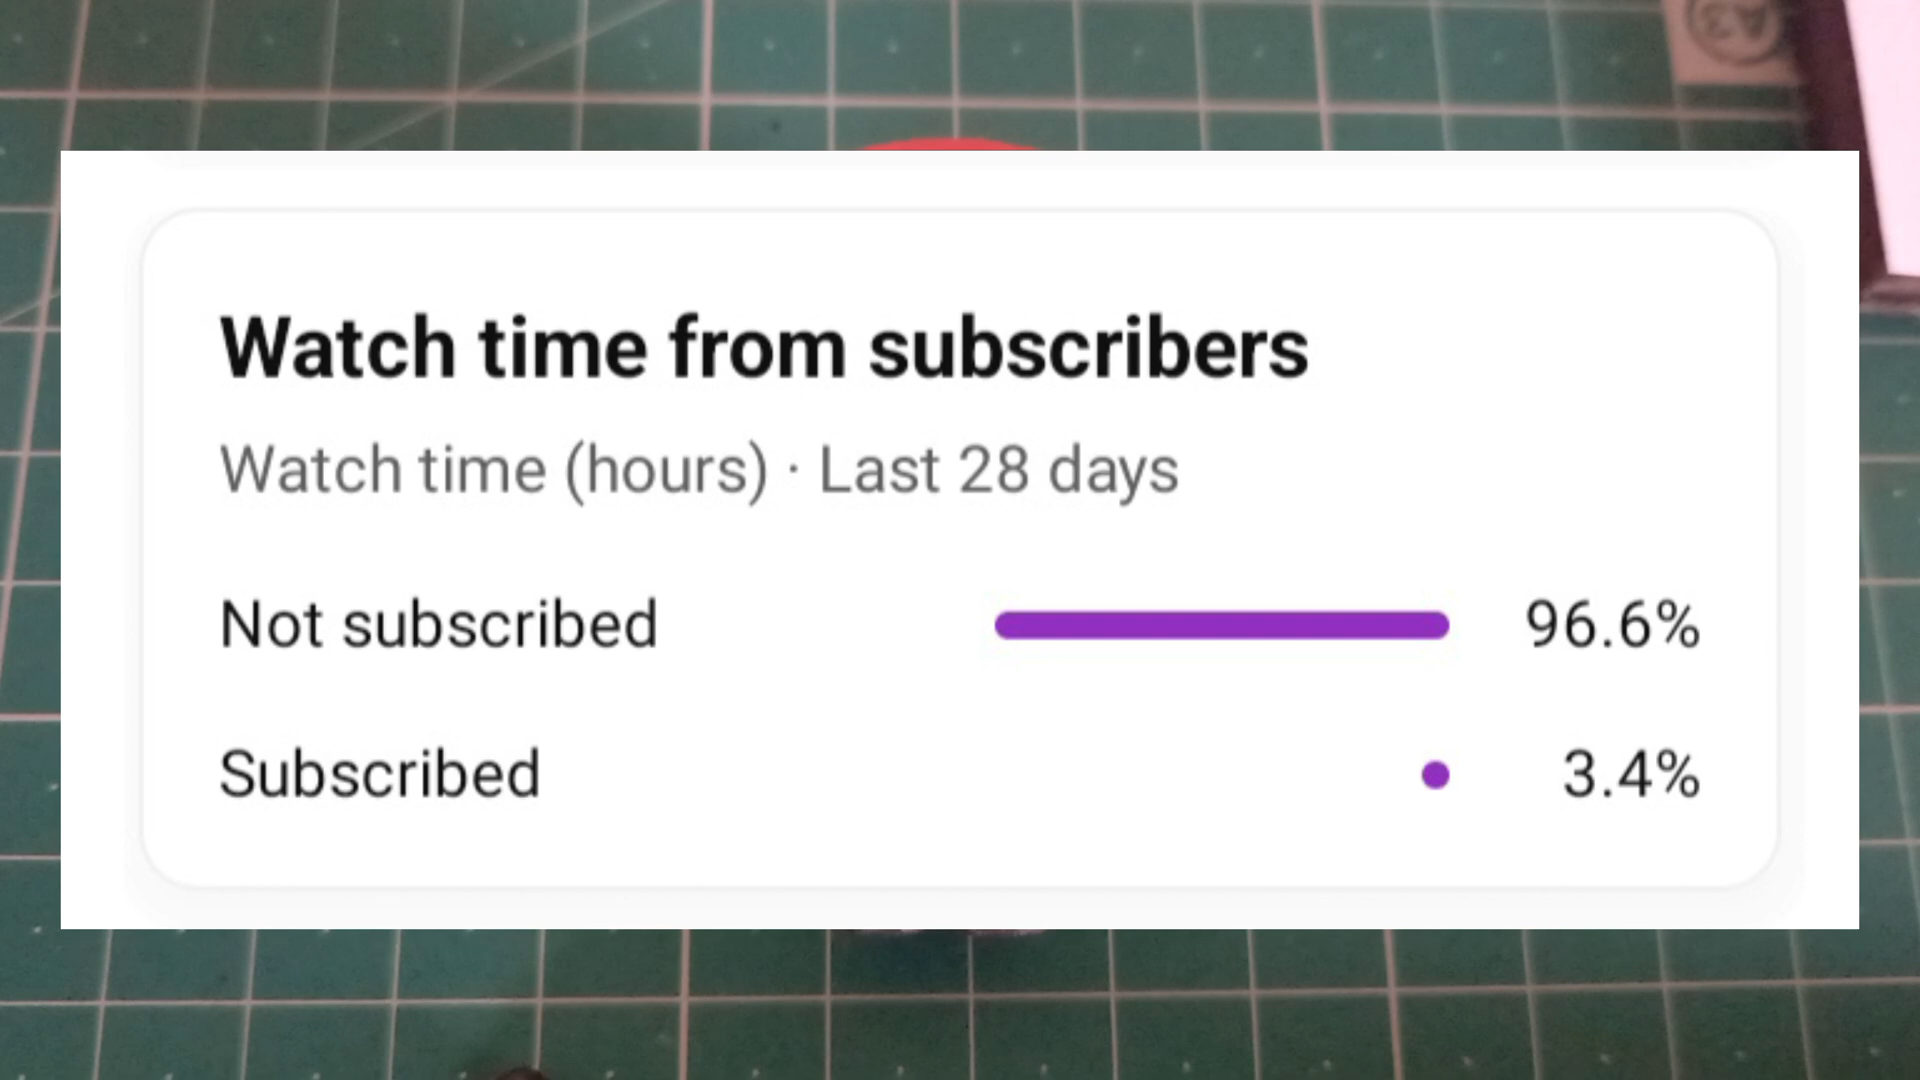 Watch time from subscribers
Watch time (hours) · Last 28 days
Not subscribed 96.6%
Subscribed 3.4%